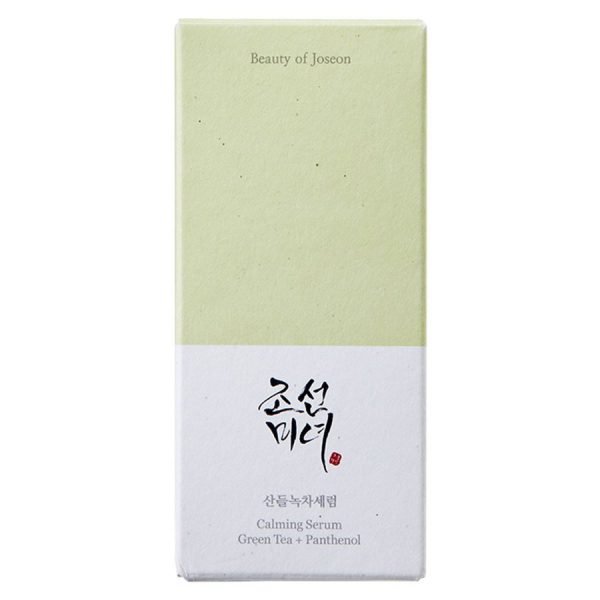 Beauty of Joseon
조선
미녀
산들녹차세럼
Calming Serum
Green Tea + Panthenol